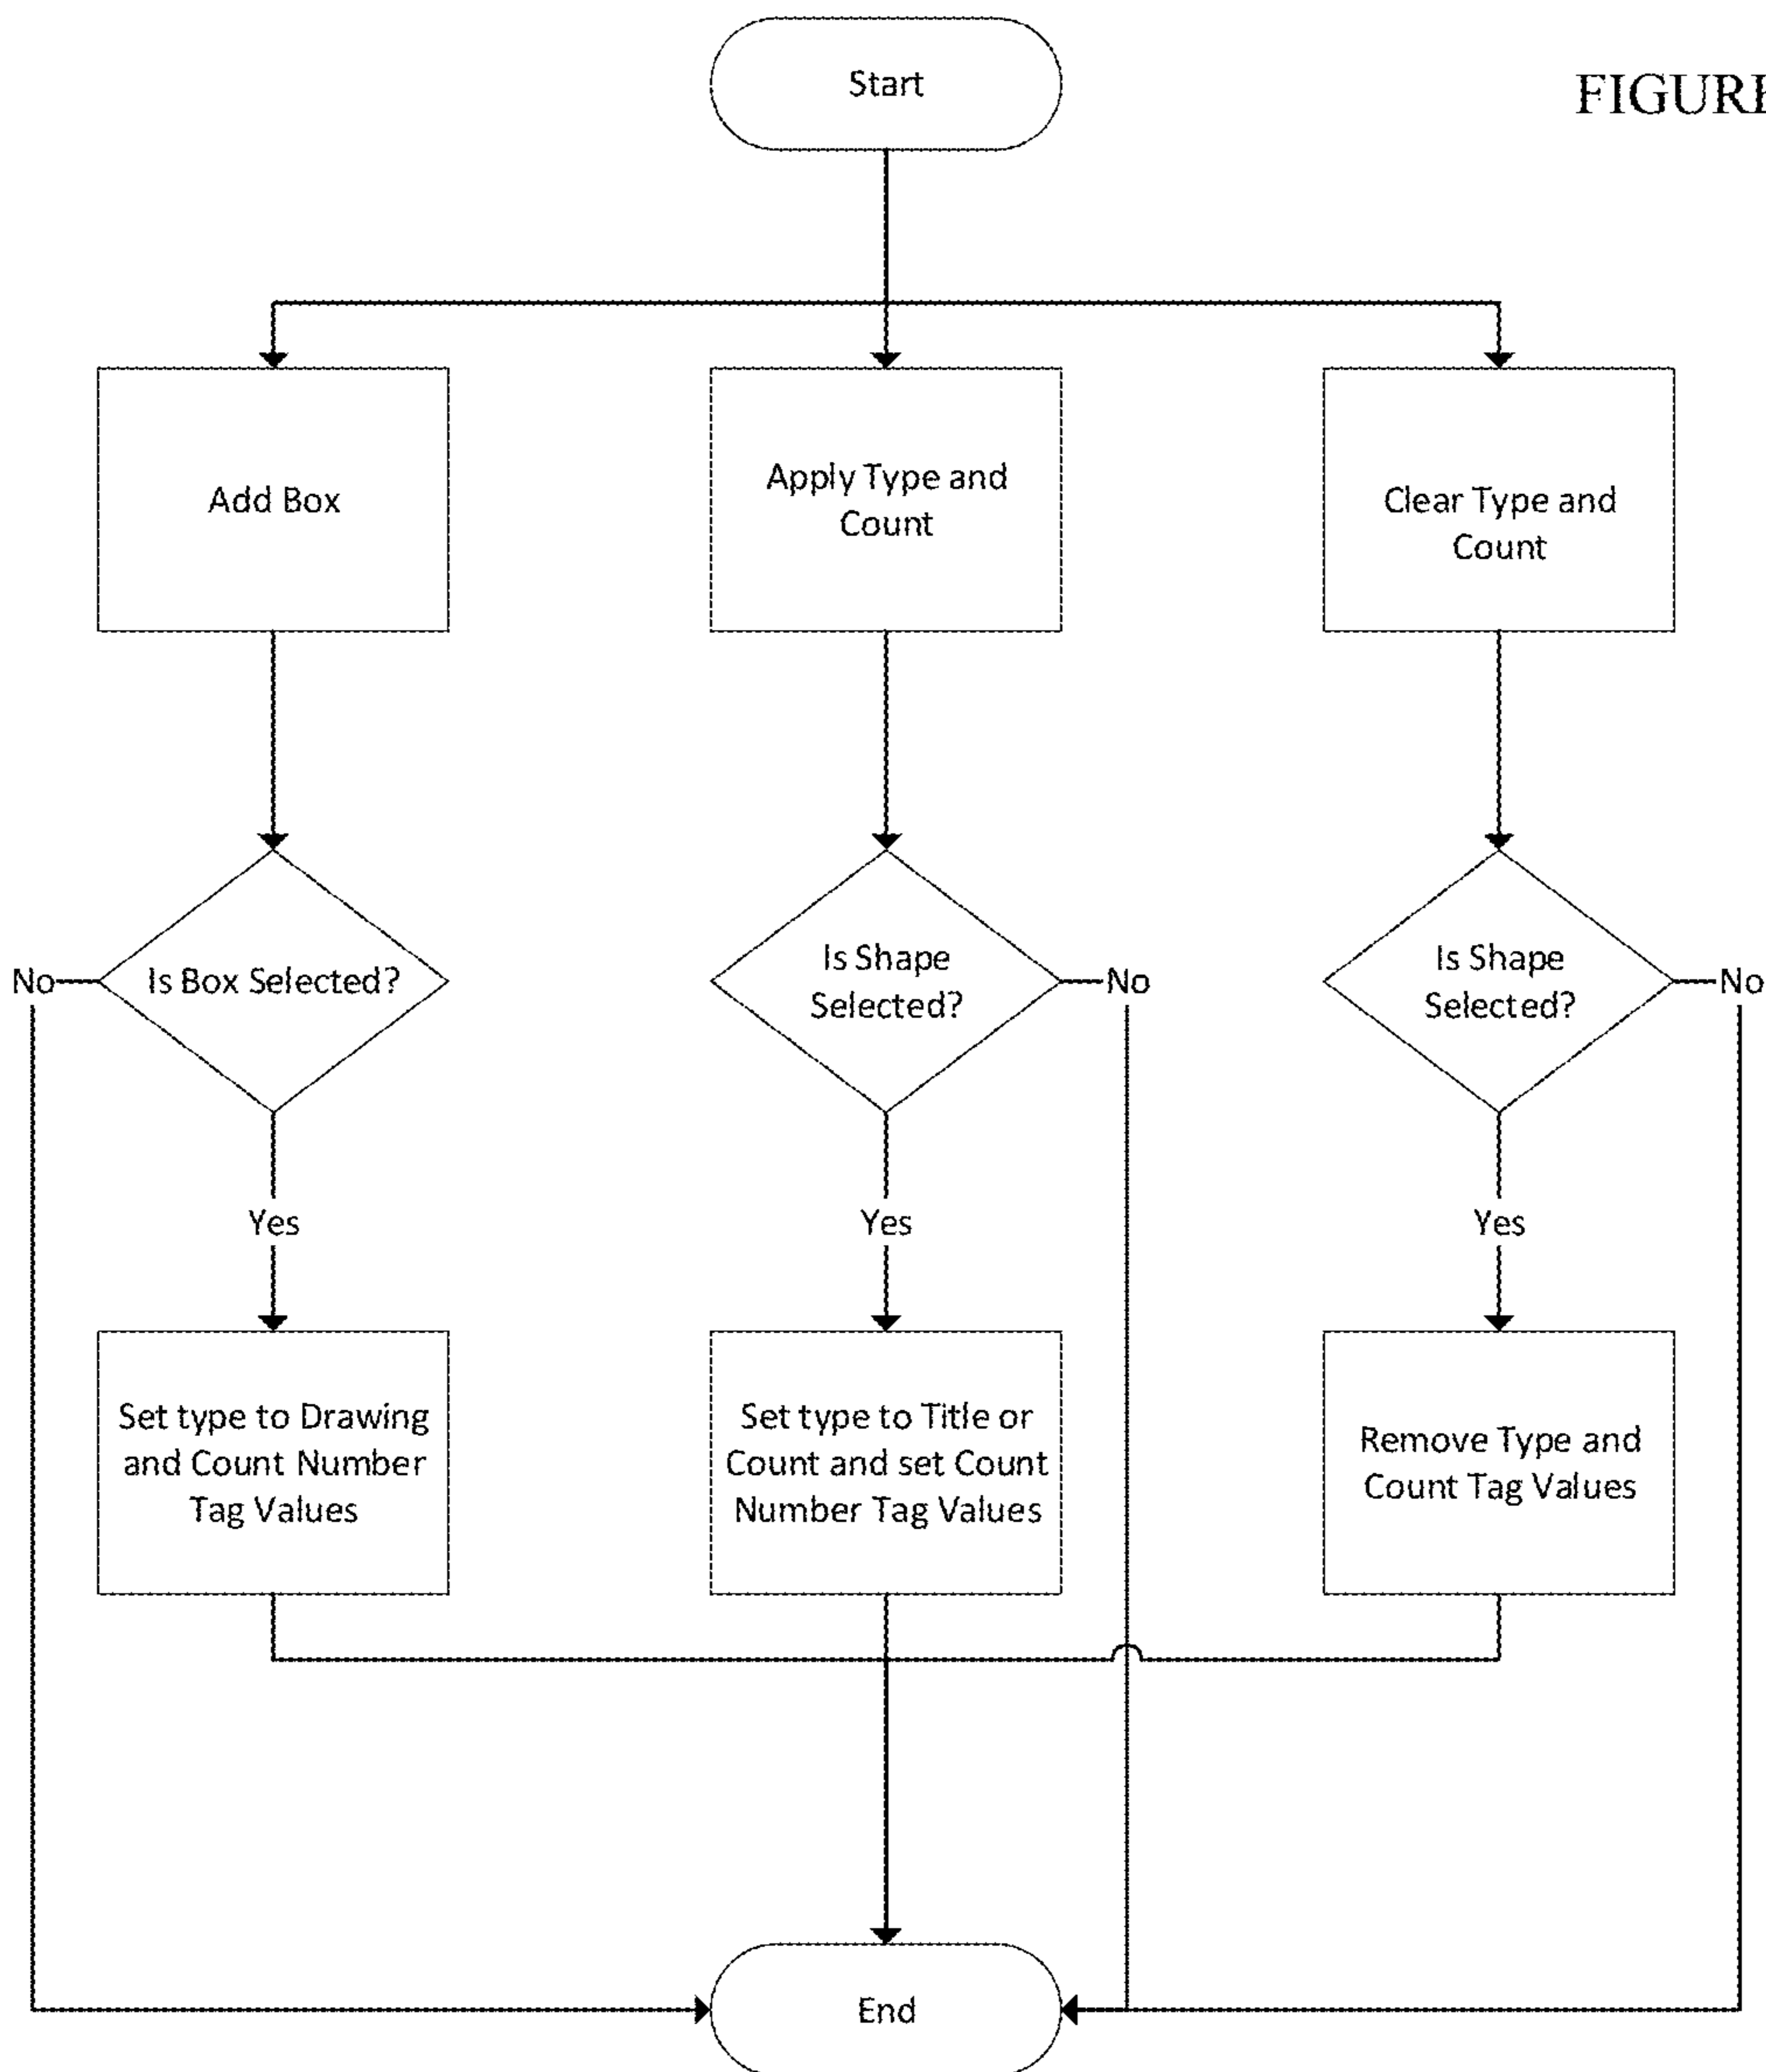 Start
FIGURE
Add Box
Apply Type and
Count
Clear Type and
Count
No
Is Box Selected?
Is Shape
Selected?
No
Is Shape
Selected?
No
Yes
Yes
Yes
Set type to Drawing
and Count Number
Tag Values
Set type to Title or
Count and set Count
Number Tag Values
Remove Type and
Count Tag Values
End